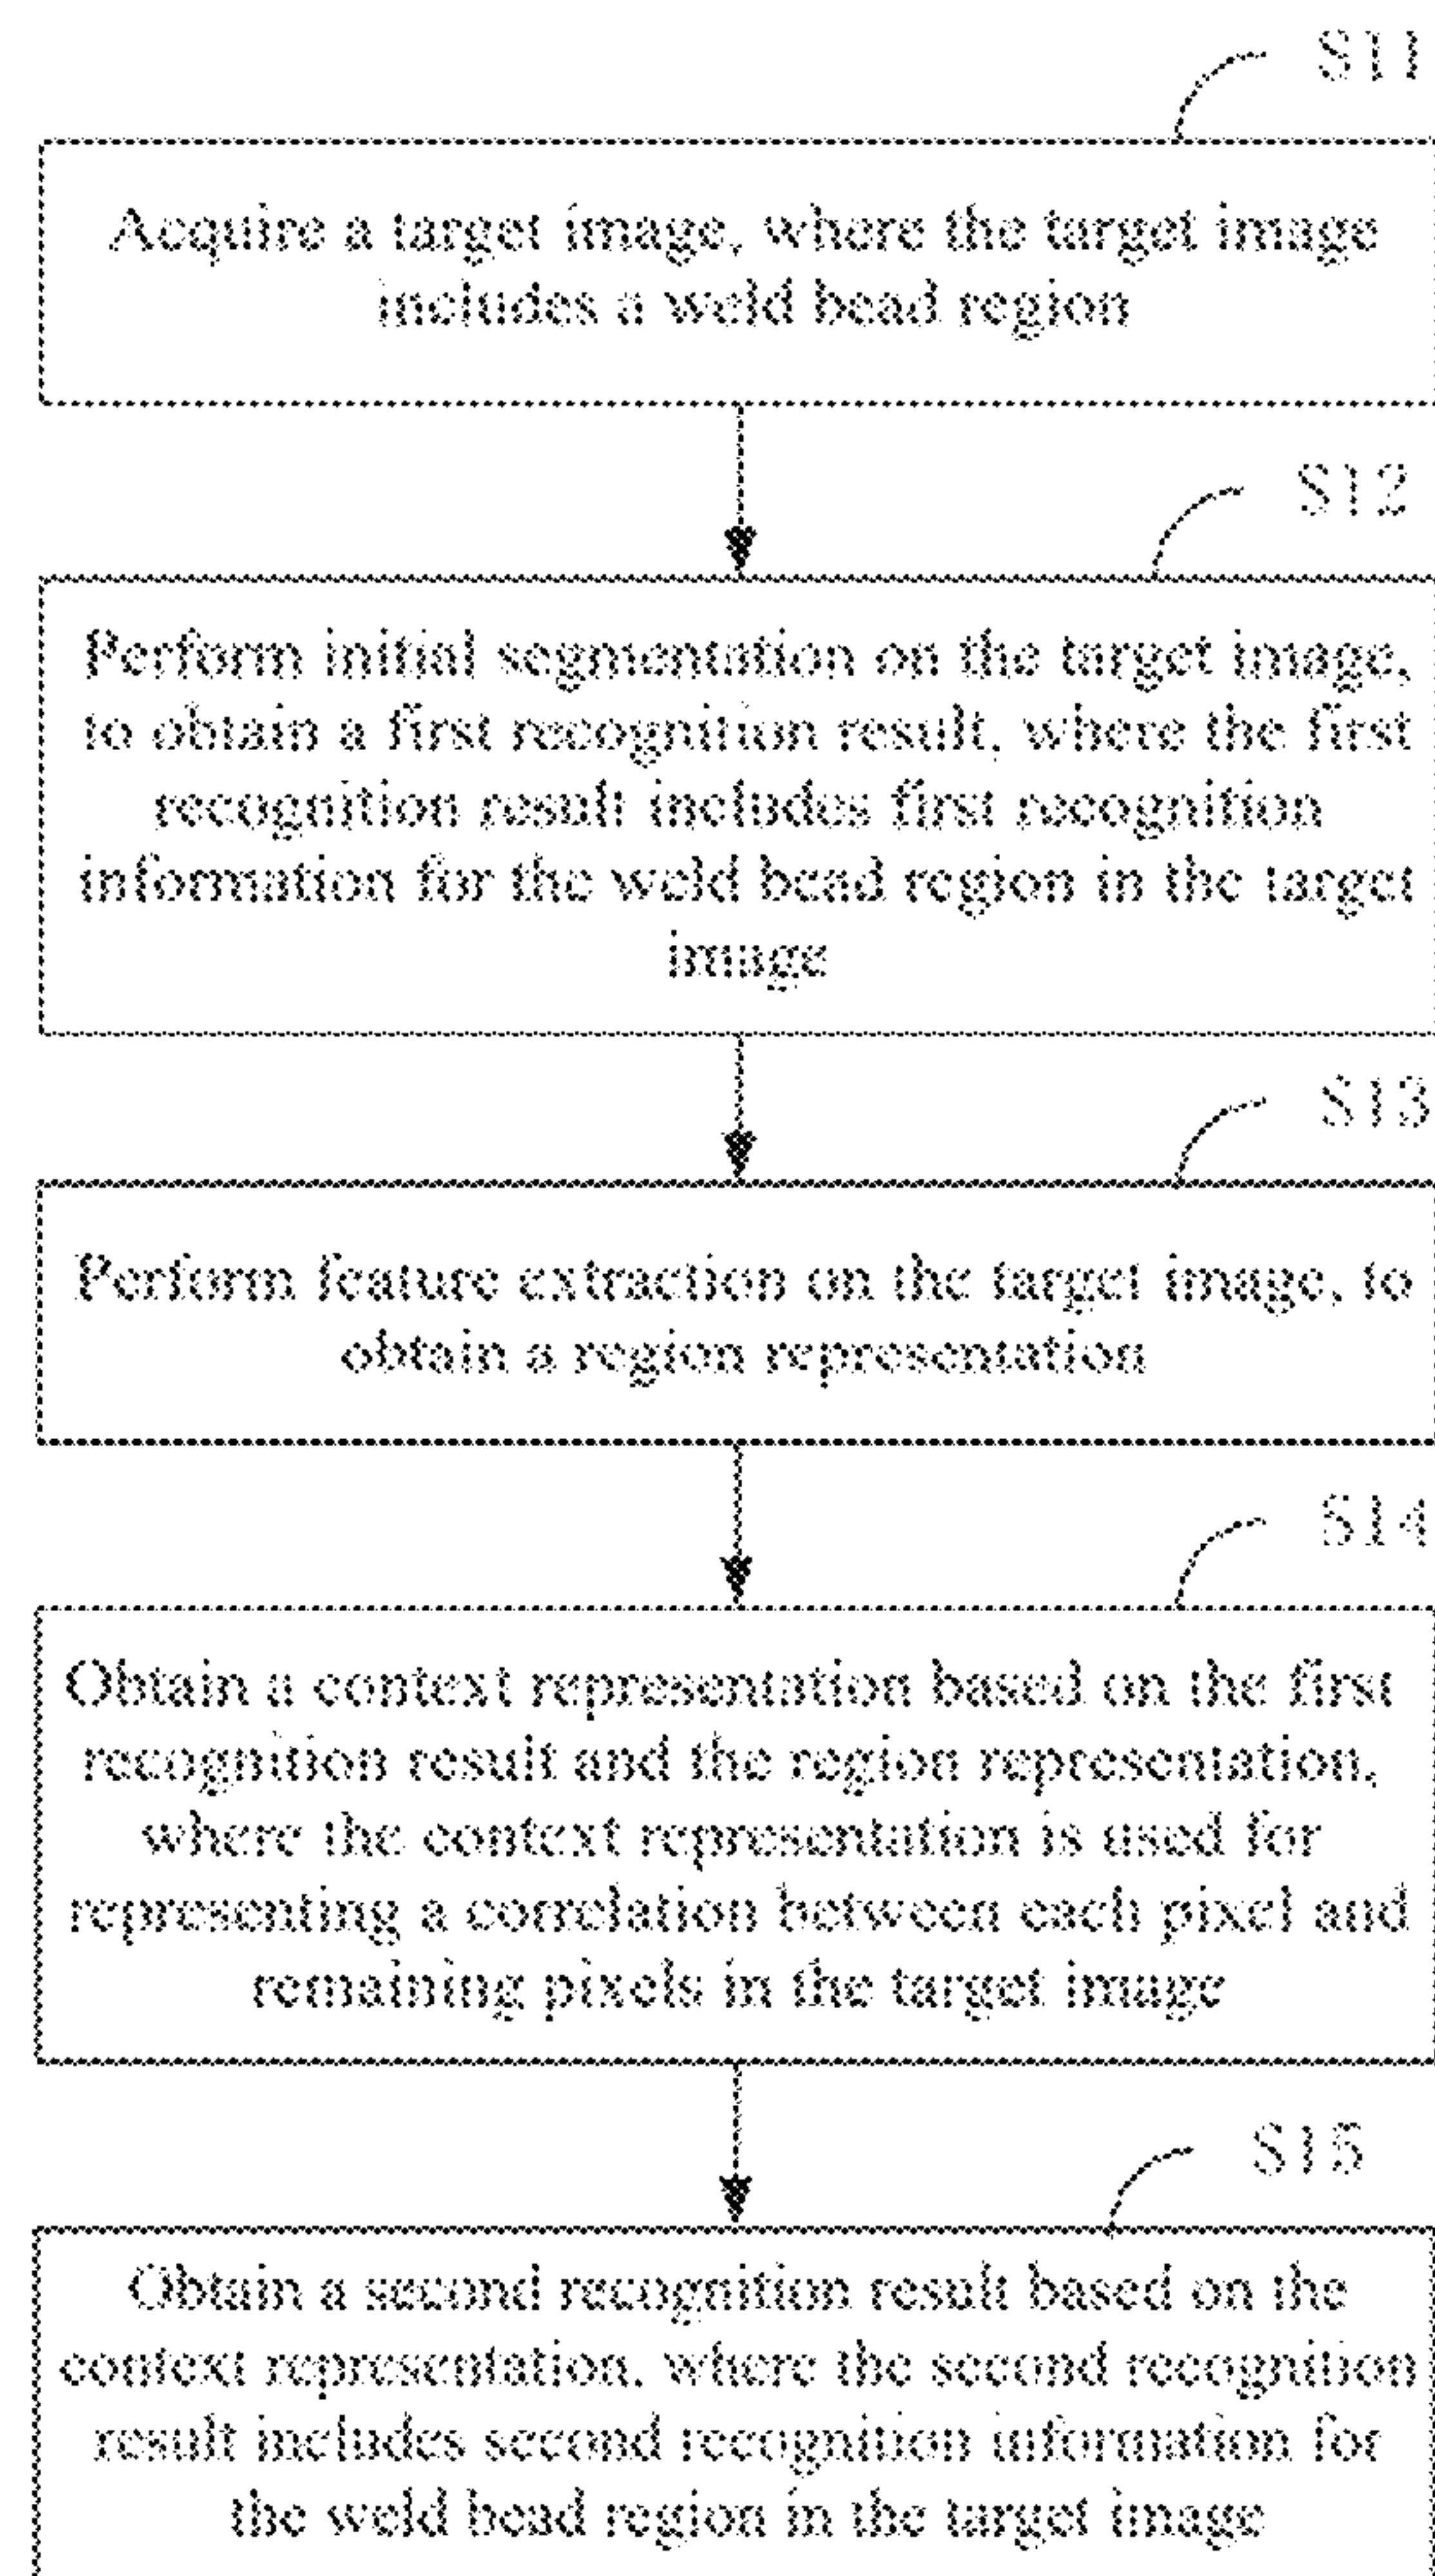 S11
Acquire a target image, where the target image
includes a weld bead region
S12
Perform initial segmentation on the target image,
to obtain a first recognition result, where the first
recognition result includes first recognition
information for the weld bead region in the target
image
S13
Perform feature extraction on the target image, to
obtain a region representation
S14
Obtain a context representation based on the first
recognition result and the region representation,
where the context representation is used for
representing a correlation between each pixel and
remaining pixels in the target image
S15
Obtain a second recognition result based on the
context representation, where the second recognition
result includes second recognition information for
the weld bead region in the target image